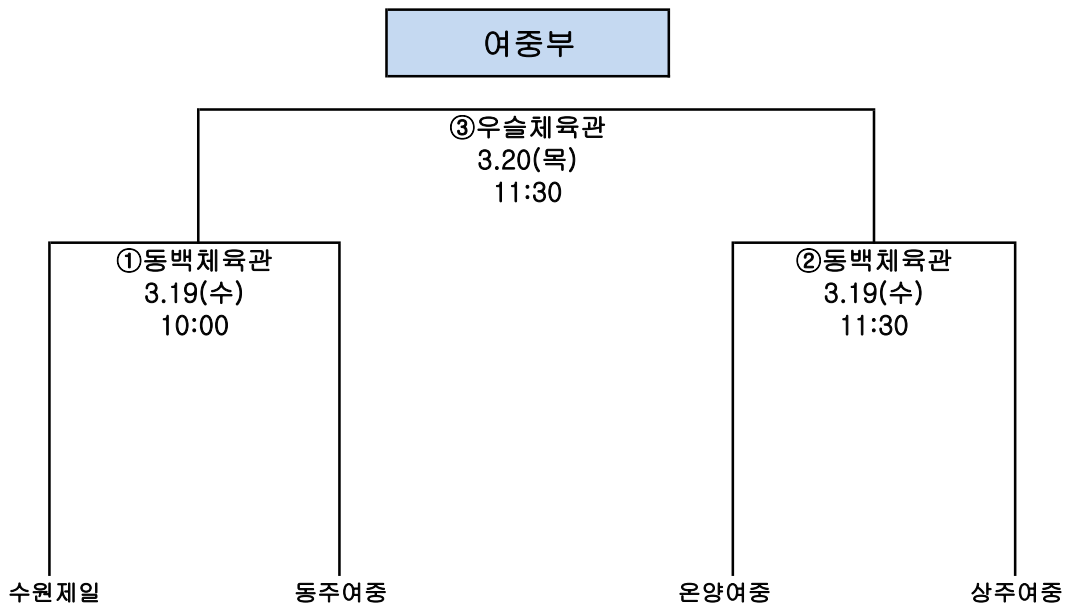 여중부
③우슬체육관
3.20(목)
11:30
①동백체육관
3.19(수)
10:00
②동백체육관
3.19(수)
11:30
수원제일
동주여중
온양여중
상주여중